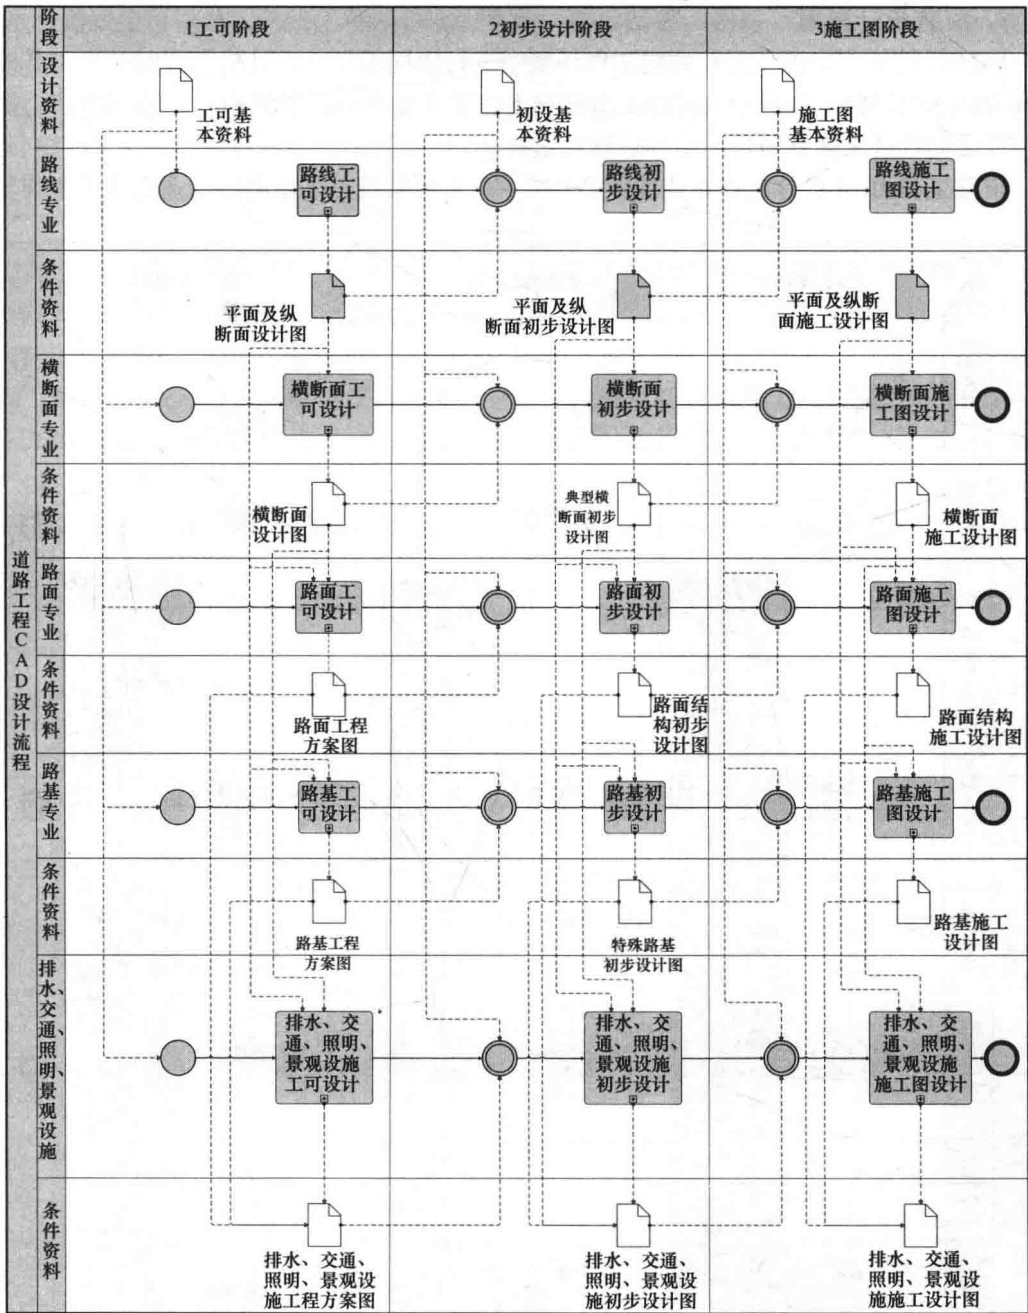 阶段
1工可阶段
2初步设计阶段
3施工图阶段
道路工程CAD设计流程
设计资料
工可基
本资料
初设基
本资料
施工图
基本资料
路线专业
路线工
可设计
路线初
步设计
路线施工
图设计
条件资料
平面及纵
断面设计图
平面及纵
断面初步设计图
平面及纵断
面施工设计图
横断面专业
横断面工
可设计
横断面
初步设计
横断面施
工图设计
条件资料
横断面
设计图
典型横
断面初步
设计图
横断面
施工设计图
路面专业
路面工
可设计
路面初
步设计
路面施工
图设计
条件资料
路面工程
方案图
路面结
构初步
设计图
路面结构
施工设计图
路基专业
路基工
可设计
路基初
步设计
路基施工
图设计
条件资料
路基工程
方案图
特殊路基
初步设计图
路基施工
设计图
排水、交通、照明、景观设施
排水、交
通、照明、
景观设施
工可设计
排水、交
通、照明、
景观设施
初步设计
排水、交
通、照明、
景观设施
施工图设计
条件资料
排水、交通、
照明、景观设
施工程方案图
排水、交通、
照明、景观设
施初步设计图
排水、交通、
照明、景观设
施施工设计图